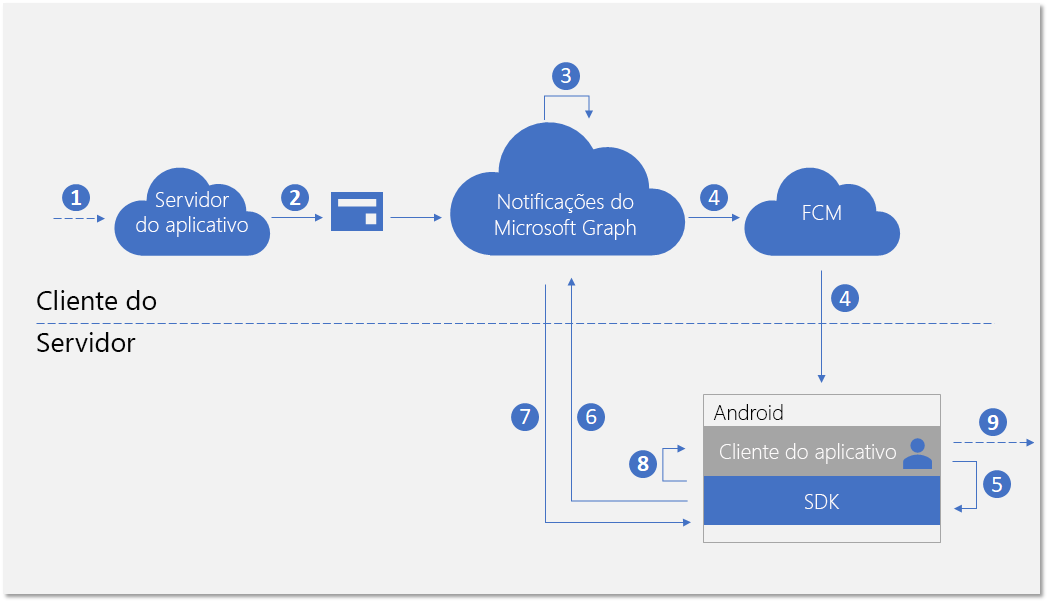 3
1
Servidor
do aplicativo
2
Notificações do
Microsoft Graph
4
FCM
Cliente do
4
Servidor
7
6
Android
9
Cliente do aplicativo
8
5
SDK